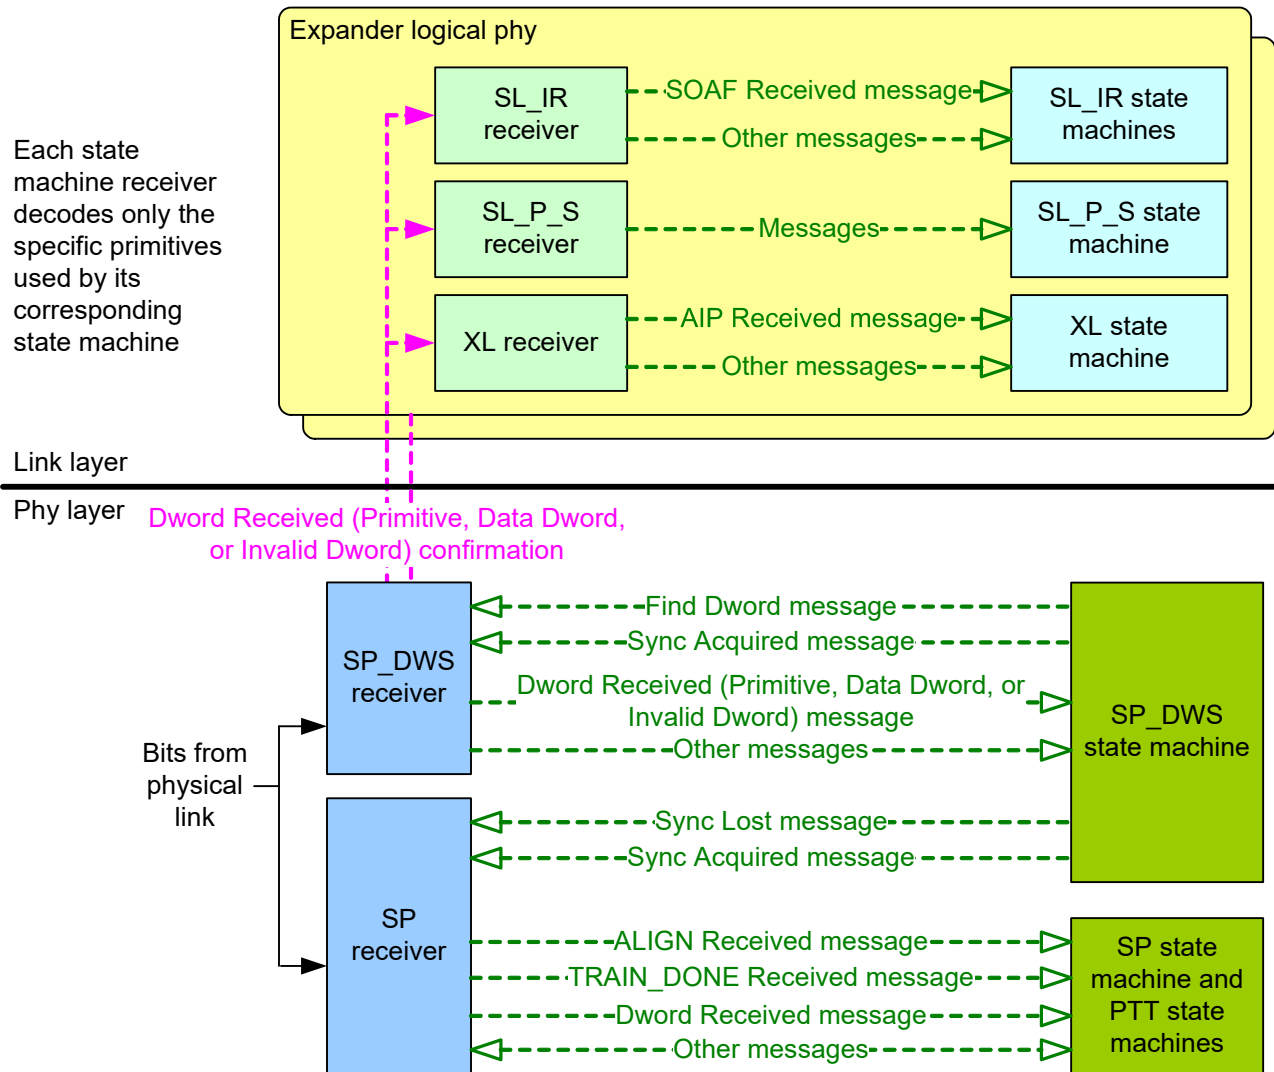 Expander logical phy
SL_IR
receiver
SOAF Received message
Other messages
SL_IR state
machines
Each state
machine receiver
decodes only the
specific primitives
used by its
corresponding
state machine
SL_P_S
receiver
Messages
SL_P_S state
machine
XL receiver
AIP Received message
Other messages
XL state
machine
Link layer
Phy layer
Dword Received (Primitive, Data Dword,
or Invalid Dword) confirmation
SP_DWS
receiver
Find Dword message
Sync Acquired message
Dword Received (Primitive, Data Dword, or
Invalid Dword) message
Other messages
SP_DWS
state machine
Bits from
physical
link
Sync Lost message
Sync Acquired message
SP
receiver
ALIGN Received message
TRAIN_DONE Received message
Dword Received message
Other messages
SP state
machine and
PTT state
machines